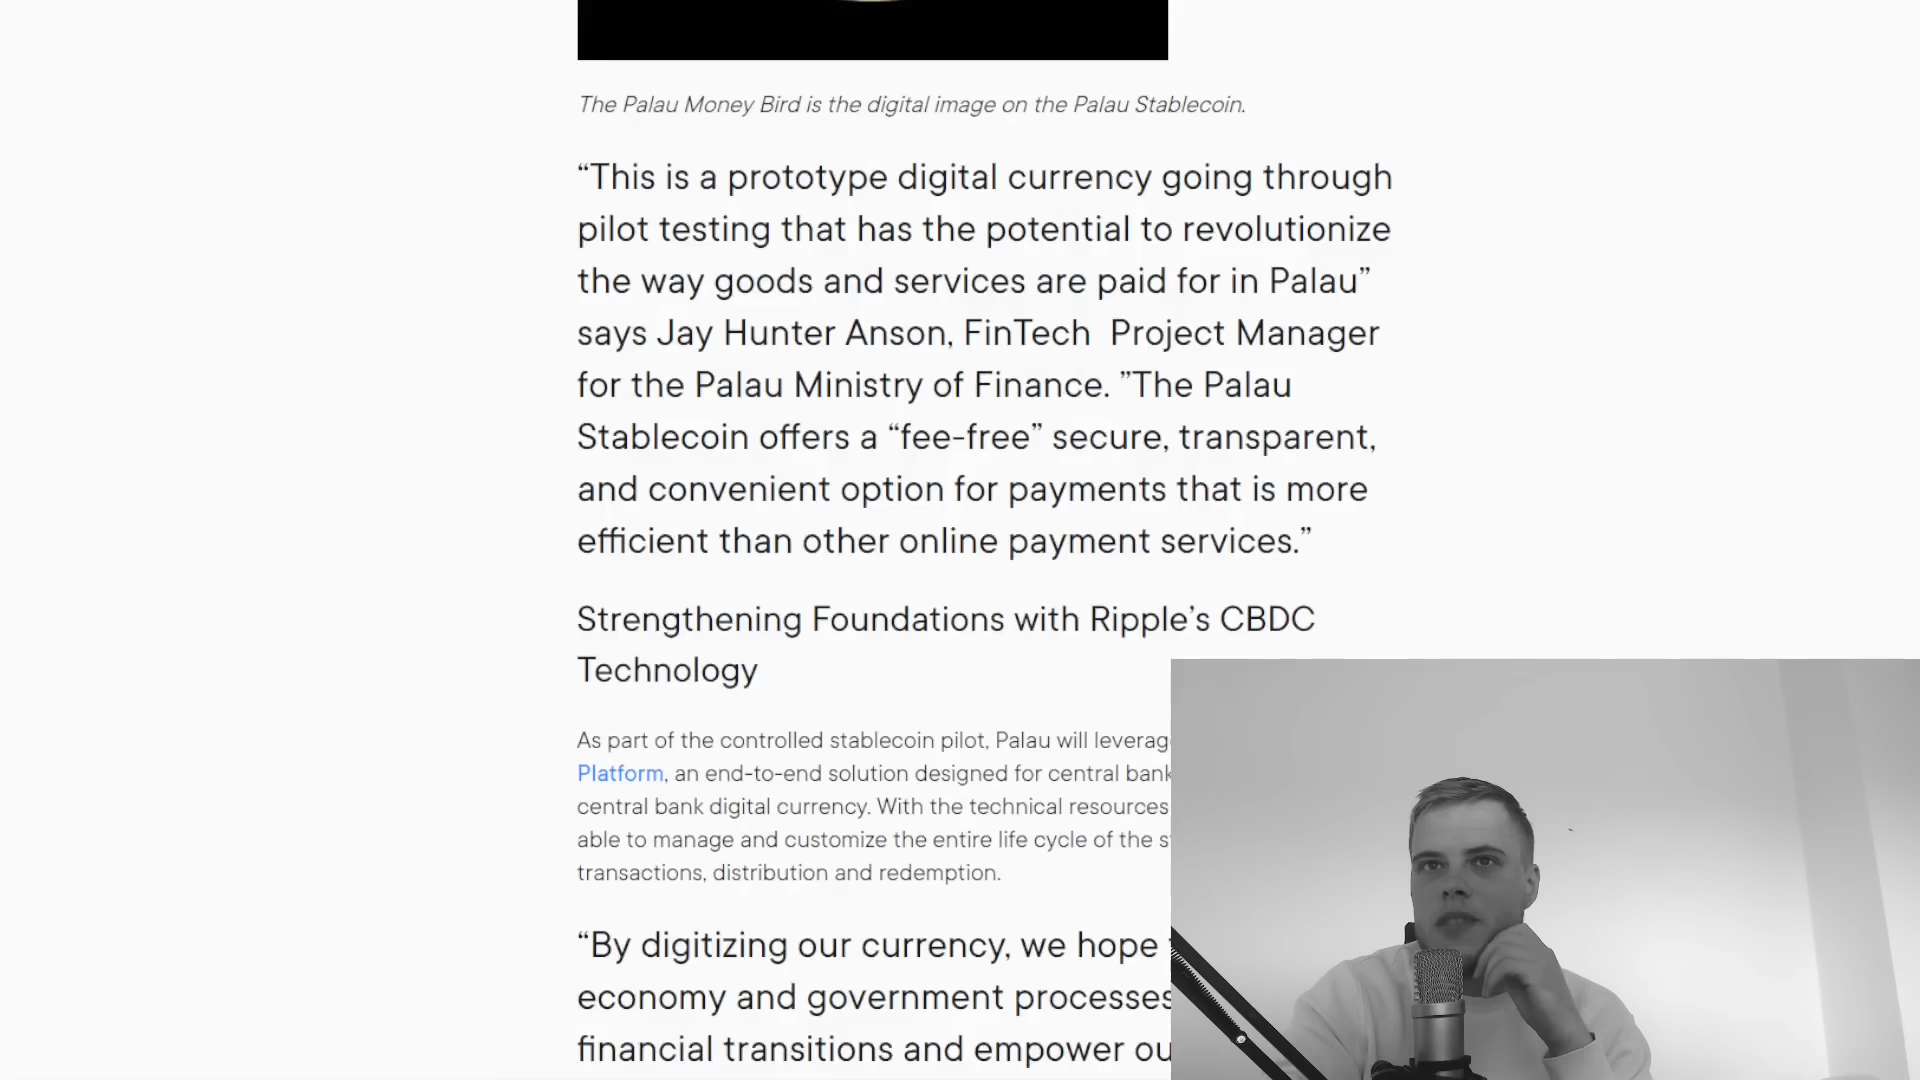 The Palau Money Bird is the digital image on the Palau Stablecoin.
“This is a prototype digital currency going through
pilot testing that has the potential to revolutionize
the way goods and services are paid for in Palau”
says Jay Hunter Anson, FinTech  Project Manager
for the Palau Ministry of Finance. ”The Palau
Stablecoin offers a “fee-free” secure, transparent,
and convenient option for payments that is more
efficient than other online payment services.”
Strengthening Foundations with Ripple’s CBDC
Technology
As part of the controlled stablecoin pilot, Palau will
Platform, an end-to-end solution designed for central bank
central bank digital currency. With the technical resources
able to manage and customize the entire life cycle of the
transactions, distribution and redemption.
“By digitizing our currency, we hope
economy and government processes
financial transitions and empower